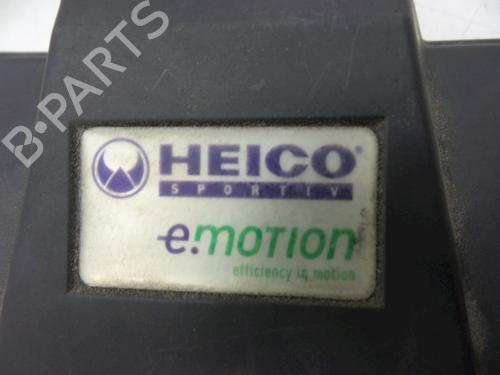 B-PARTS
HEICO®
SPORTIV
e.motion
efficiency in motion